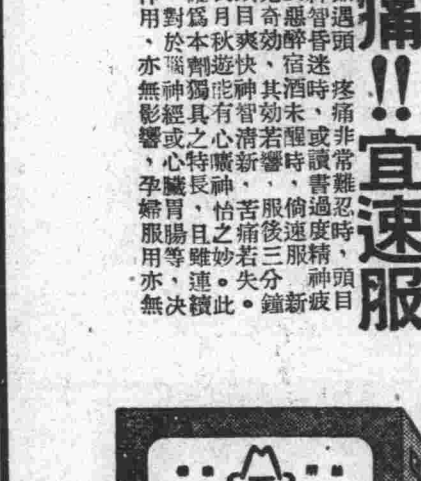 痛!!宜速服
遇頭 疼痛非常難忍時、頭目
智昏迷時、或讀書過度精神疲
惡醉宿酒未醒時、倘速服 新
奇効、其効若響、服後三分鐘
目爽快神智清新、苦痛若失。
月秋遊能有心曠神怡之妙。此
爲本劑獨具之特長、且雖連續
對於腦神經或心臟胃腸等、决
用、亦無影響、孕婦服用亦無